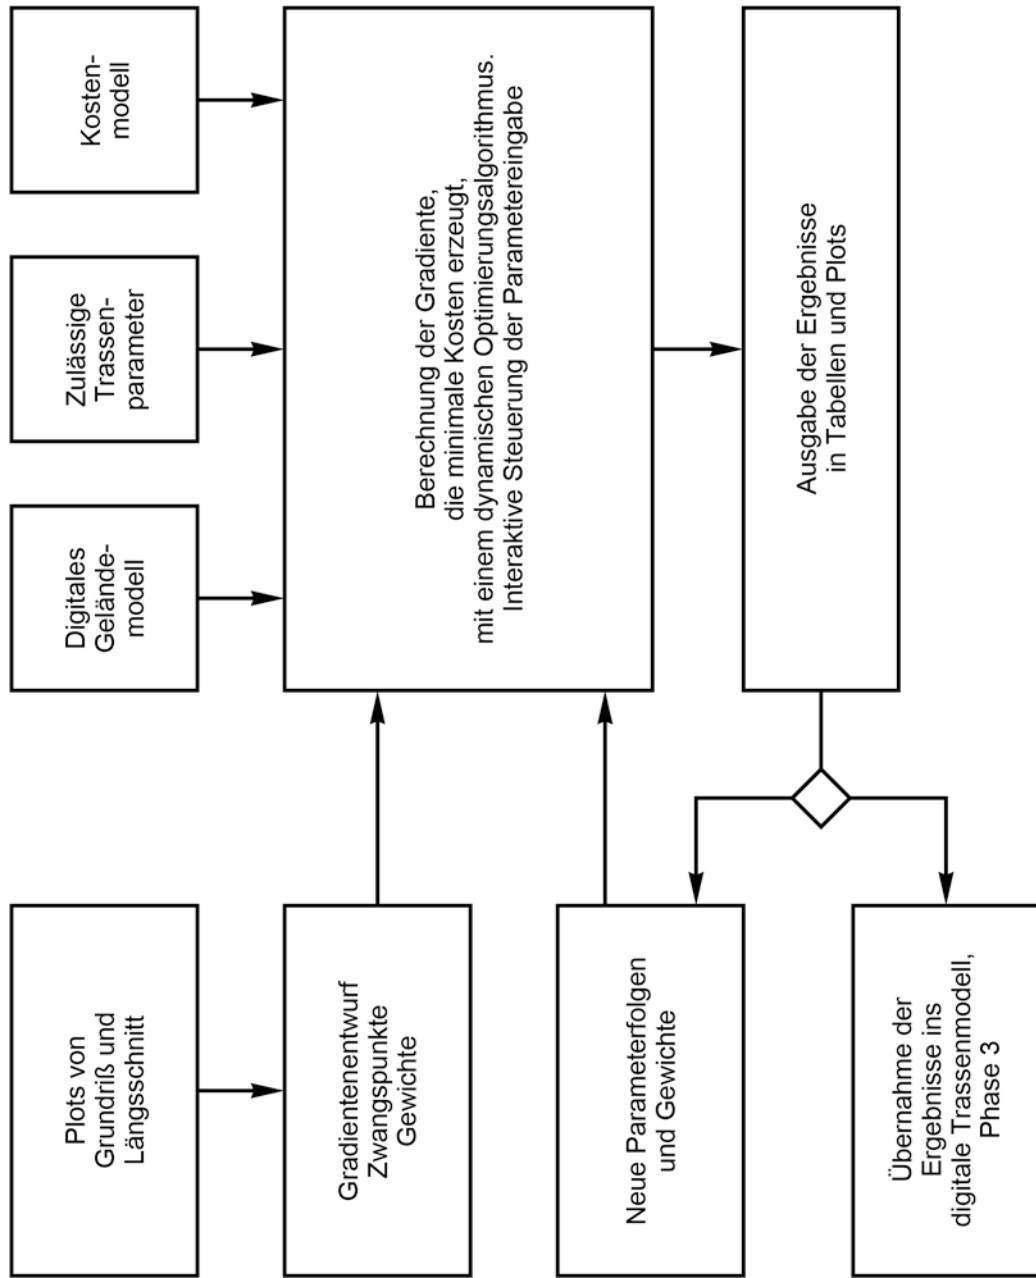 Plots von
Grundriß und
Längsschnitt
Digitales
Gelände-
modell
Zulässige
Trassen-
parameter
Kosten-
modell
Gradientenentwurf
Zwangspunkte
Gewichte
Berechnung der Gradiente,
die minimale Kosten erzeugt,
mit einem dynamischen Optimierungsalgorithmus.
Interaktive Steuerung der Parametereingabe
Neue Parameterfolgen
und Gewichte
Ausgabe der Ergebnisse
in Tabellen und Plots
Übernahme der
Ergebnisse ins
digitale Trassenmodell,
Phase 3